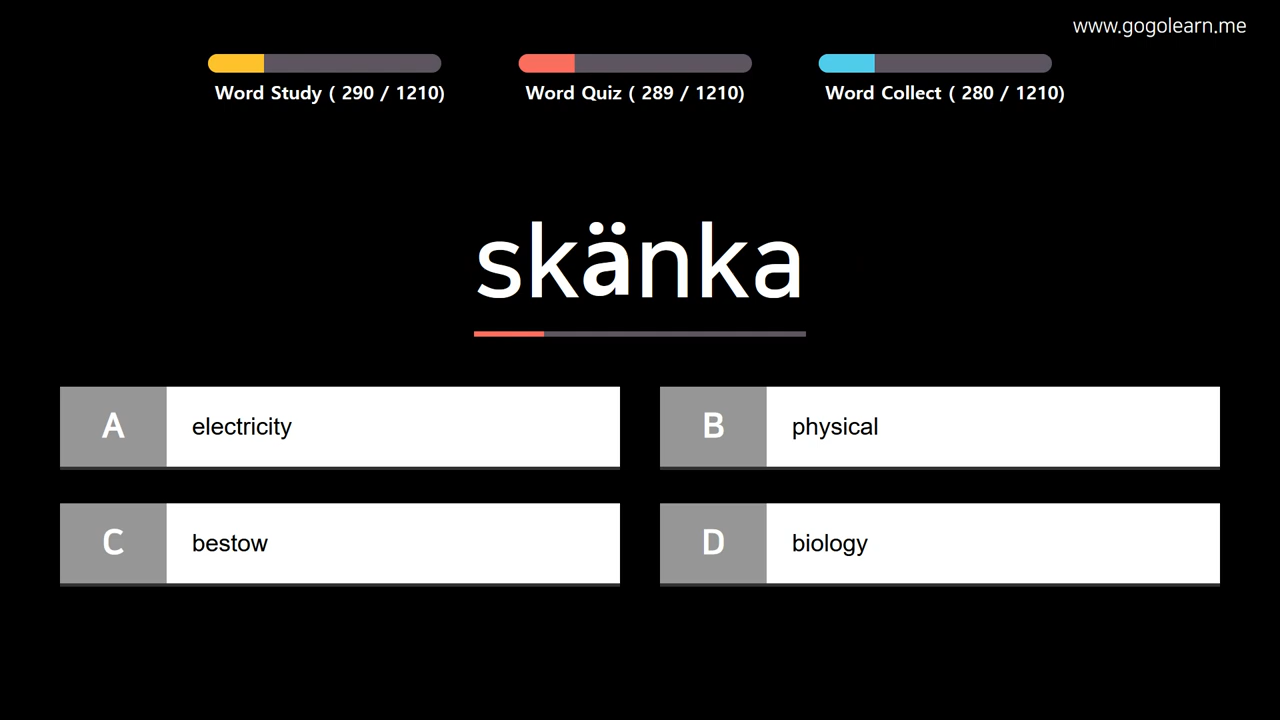 www.gogolearn.me
Word Study ( 290 / 1210)
Word Quiz ( 289 / 1210)
Word Collect ( 280 / 1210)
skänka
A electricity
B physical
C bestow
D biology